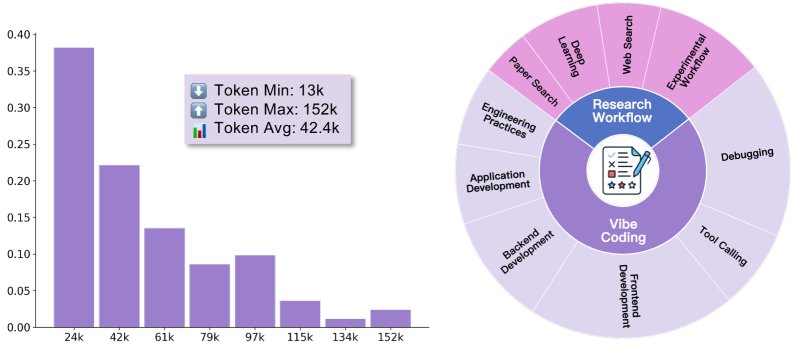 0.40
0.35
0.30
0.25
0.20
0.15
0.10
0.05
0.00
24k
42k
61k
79k
97k
115k
134k
152k
Token Min: 13k
Token Max: 152k
Token Avg: 42.4k
Research
Workflow
Vibe
Coding
Paper Search
Deep
Learning
Web Search
Experimental
Workflow
Debugging
Tool Calling
Frontend
Development
Backend
Development
Application
Development
Engineering
Practices